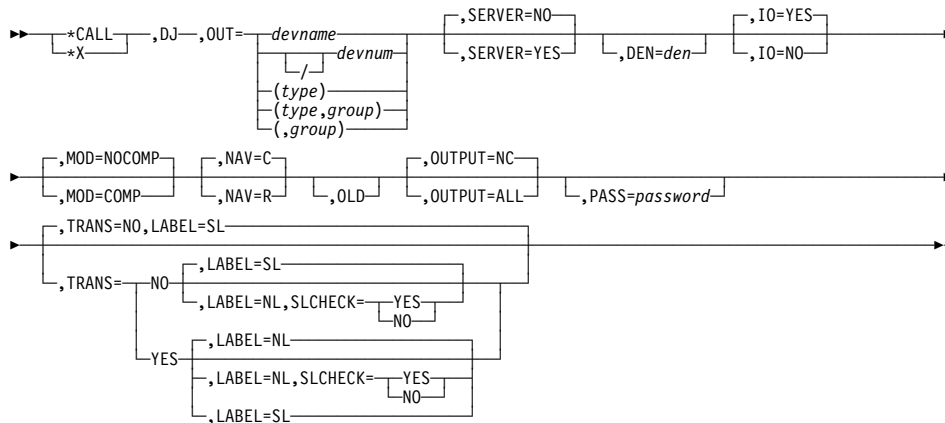 ,SERVER=NO ,IO=YES
*CALL ,DJ ,OUT= devname ,SERVER=YES ,DEN=den ,IO=NO
*X devnum
/
(type)
(type,group)
(,group)
,MOD=NOCOMP ,NAV=C ,OUTPUT=NC
,MOD=COMP ,NAV=R ,OLD ,OUTPUT=ALL ,PASS=password
,TRANS=NO,LABEL=SL
,LABEL=SL
,TRANS= NO
,LABEL=NL,SLCHECK= YES
NO
,LABEL=NL
YES
,LABEL=NL,SLCHECK= YES
NO
,LABEL=SL